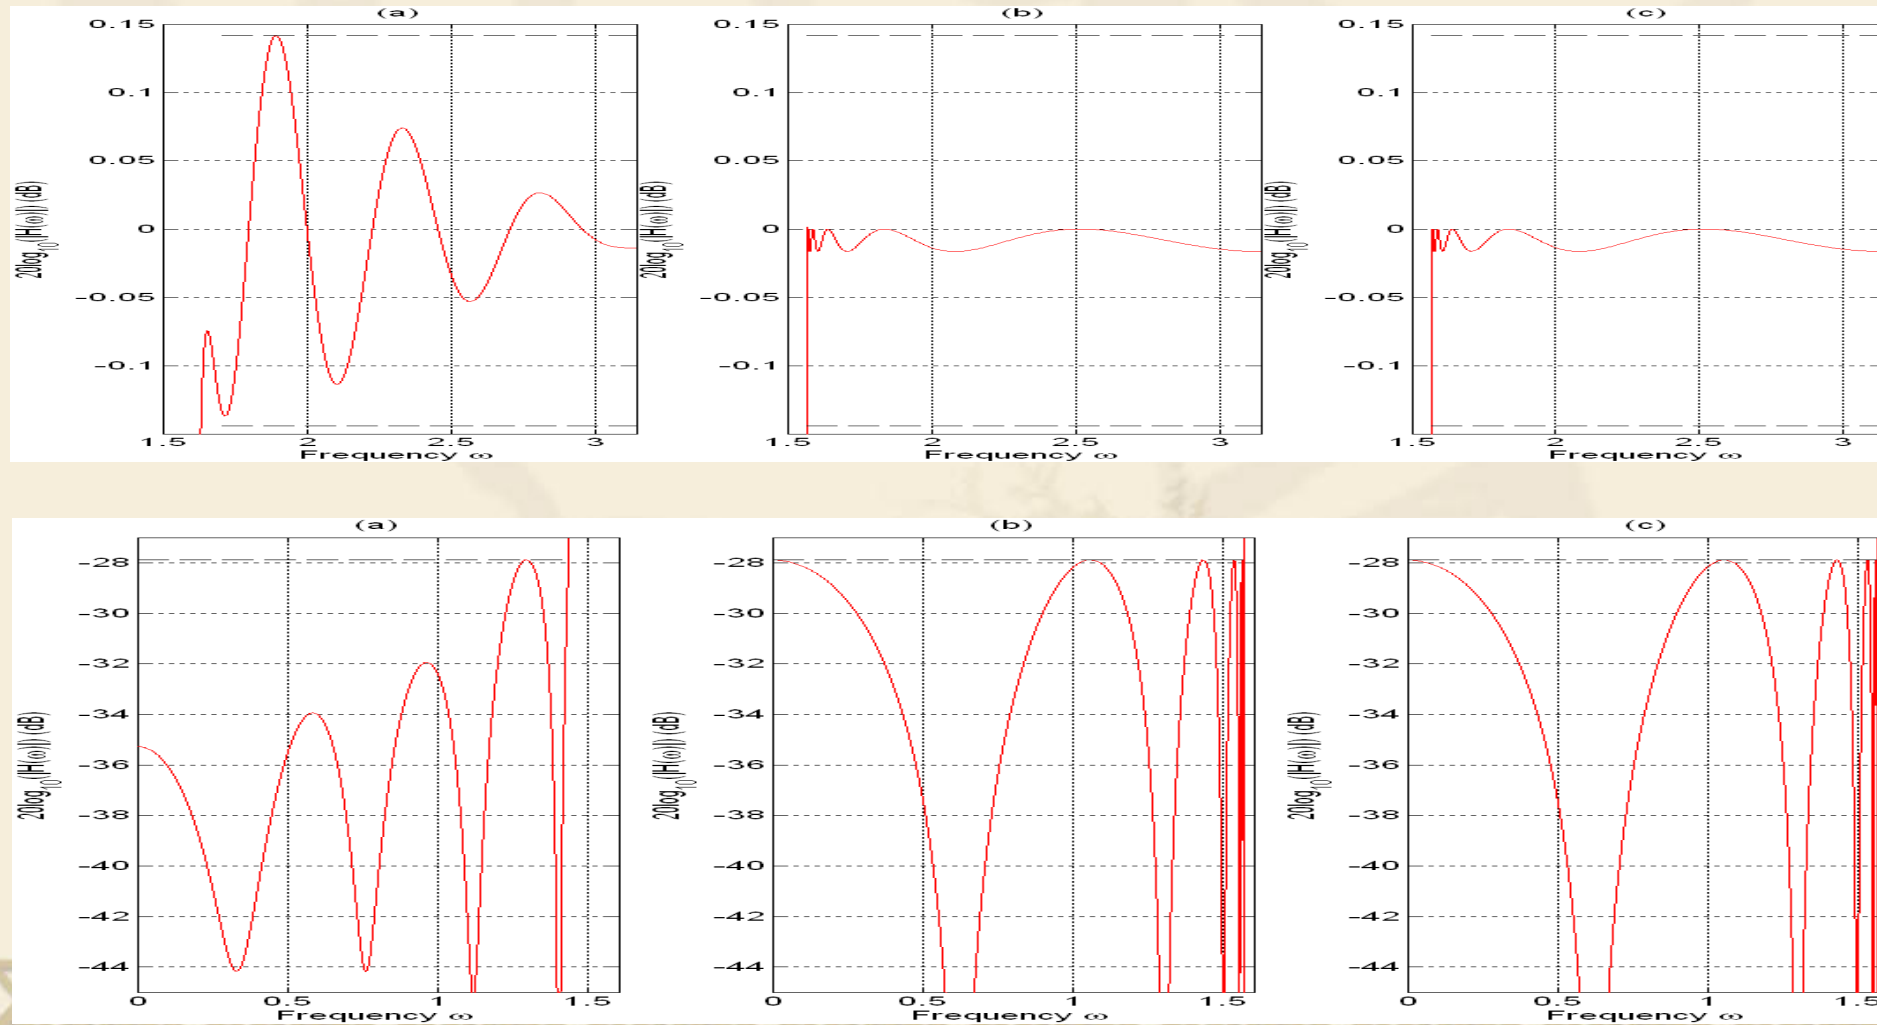 (a)
0.15
0.1
0.05
0
-0.05
-0.1
1.5 2 2.5 3
Frequency ω
20log10(|H(ω)|) (dB)
(b)
0.15
0.1
0.05
0
-0.05
-0.1
1.5 2 2.5 3
Frequency ω
20log10(|H(ω)|) (dB)
(c)
0.15
0.1
0.05
0
-0.05
-0.1
1.5 2 2.5 3
Frequency ω
20log10(|H(ω)|) (dB)
(a)
-28
-30
-32
-34
-36
-38
-40
-42
-44
0 0.5 1 1.5
Frequency ω
20log10(|H(ω)|) (dB)
(b)
-28
-30
-32
-34
-36
-38
-40
-42
-44
0 0.5 1 1.5
Frequency ω
20log10(|H(ω)|) (dB)
(c)
-28
-30
-32
-34
-36
-38
-40
-42
-44
0 0.5 1 1.5
Frequency ω
20log10(|H(ω)|) (dB)